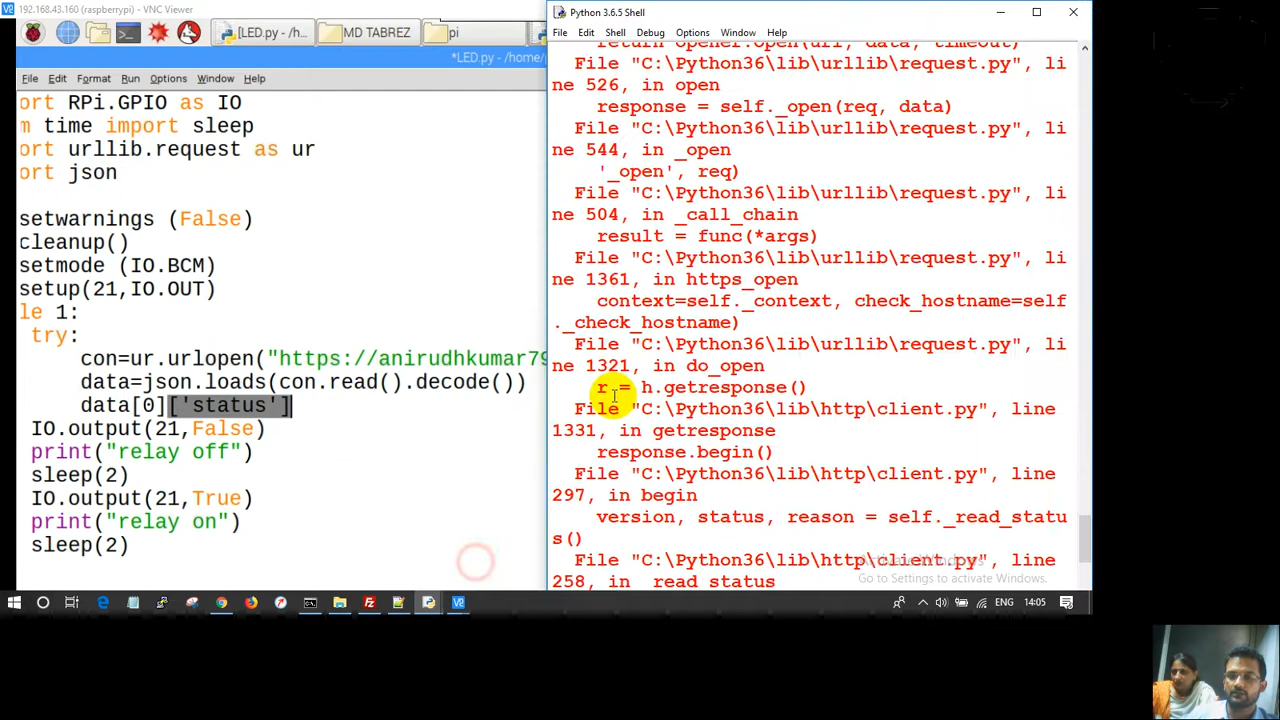 192.168.43.160 (raspberrypi) - VNC Viewer
[LED.py - /h...
MD TABREZ
pi
*LED.py - /home/p
File Edit Format Run Options Window Help
ort RPi.GPIO as IO
m time import sleep
ort urllib.request as ur
ort json
setwarnings (False)
cleanup()
setmode (IO.BCM)
setup(21,IO.OUT)
le 1:
try:
con=ur.urlopen("https://anirudhkumar79
data=json.loads(con.read().decode())
data[0]['status']
IO.output(21,False)
print("relay off")
sleep(2)
IO.output(21,True)
print("relay on")
sleep(2)
Python 3.6.5 Shell
File Edit Shell Debug Options Window Help
return opener.open(url, data, timeout)
File "C:\Python36\lib\urllib\request.py", li
ne 526, in open
response = self._open(req, data)
File "C:\Python36\lib\urllib\request.py", li
ne 544, in _open
'_open', req)
File "C:\Python36\lib\urllib\request.py", li
ne 504, in _call_chain
result = func(*args)
File "C:\Python36\lib\urllib\request.py", li
ne 1361, in https_open
context=self._context, check_hostname=self
._check_hostname)
File "C:\Python36\lib\urllib\request.py", li
ne 1321, in do_open
r = h.getresponse()
File "C:\Python36\lib\http\client.py", line
1331, in getresponse
response.begin()
File "C:\Python36\lib\http\client.py", line
297, in begin
version, status, reason = self._read_statu
s()
File "C:\Python36\lib\http\client.py", line
258, in _read_status
Activate Windows
Go to Settings to activate Windows.
ENG 14:05